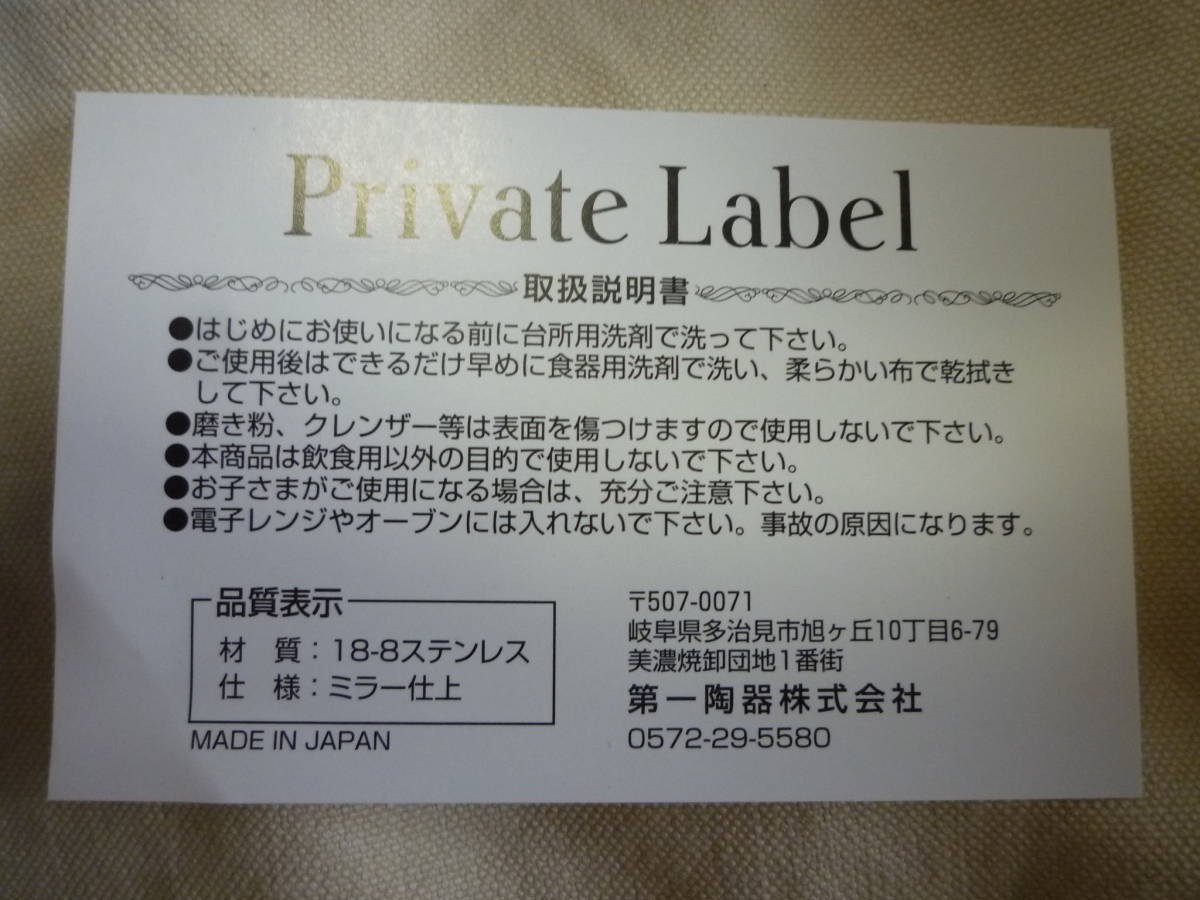 Private Label
取扱説明書
●はじめにお使いになる前に台所用洗剤で洗って下さい。
●ご使用後はできるだけ早めに食器用洗剤で洗い、柔らかい布で乾拭き
して下さい。
●磨き粉、クレンザー等は表面を傷つけますので使用しないで下さい。
●本商品は飲食用以外の目的で使用しないで下さい。
●お子さまがご使用になる場合は、充分ご注意下さい。
●電子レンジやオーブンには入れないで下さい。事故の原因になります。
品質表示
材 質：18-8ステンレス
仕 様：ミラー仕上
MADE IN JAPAN
〒507-0071
岐阜県多治見市旭ヶ丘10丁目6-79
美濃焼卸団地1番街
第一陶器株式会社
0572-29-5580